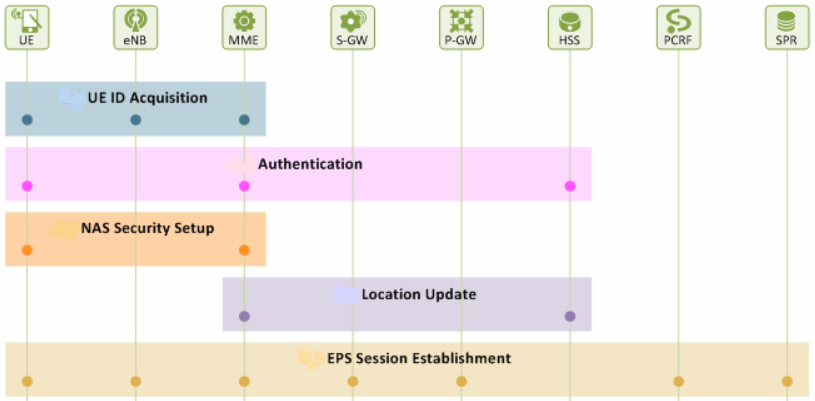 UE eNB MME S-GW P-GW HSS PCRF SPR
UE ID Acquisition
Authentication
NAS Security Setup
Location Update
EPS Session Establishment